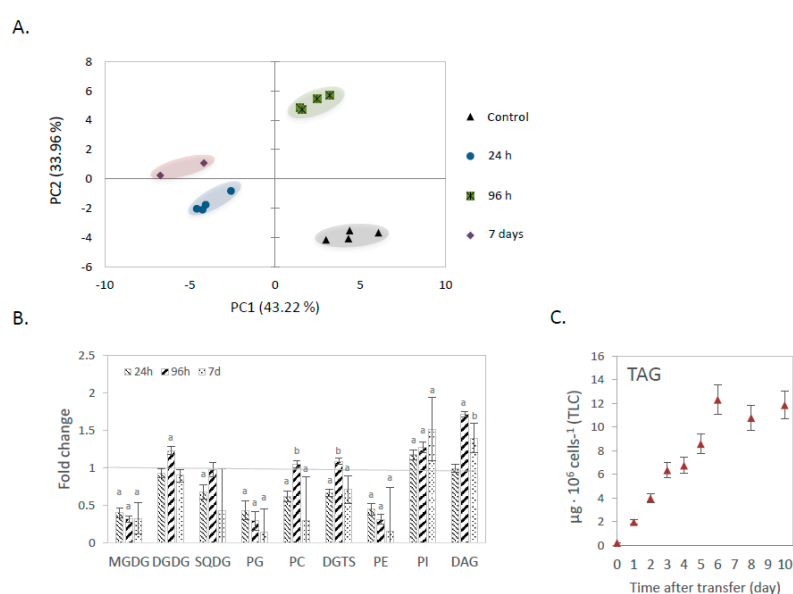 A.
8
6
4
2
0
-2
-4
-6
-10
-5
0
5
10
PC2 (33.96 %)
PC1 (43.22 %)
Control
24 h
96 h
7 days
B.
2.5
2
1.5
1
0.5
0
Fold change
24h 96h 7d
a a a a a a a a a b a b a a a a a a a b
MGDG DGDG SQDG PG PC DGTS PE PI DAG
C.
TAG
16
14
12
10
8
6
4
2
0
µg · 10⁶ cells-¹ (TLC)
0 1 2 3 4 5 6 7 8 9 10
Time after transfer (day)